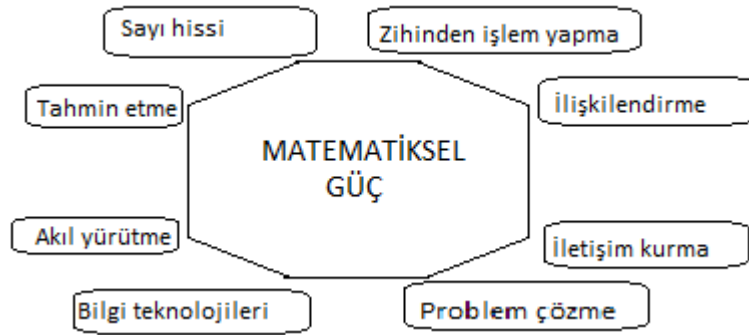 Sayı hissi
Zihinden işlem yapma
Tahmin etme
İlişkilendirme
MATEMATİKSEL
GÜÇ
Akıl yürütme
İletişim kurma
Bilgi teknolojileri
Problem çözme